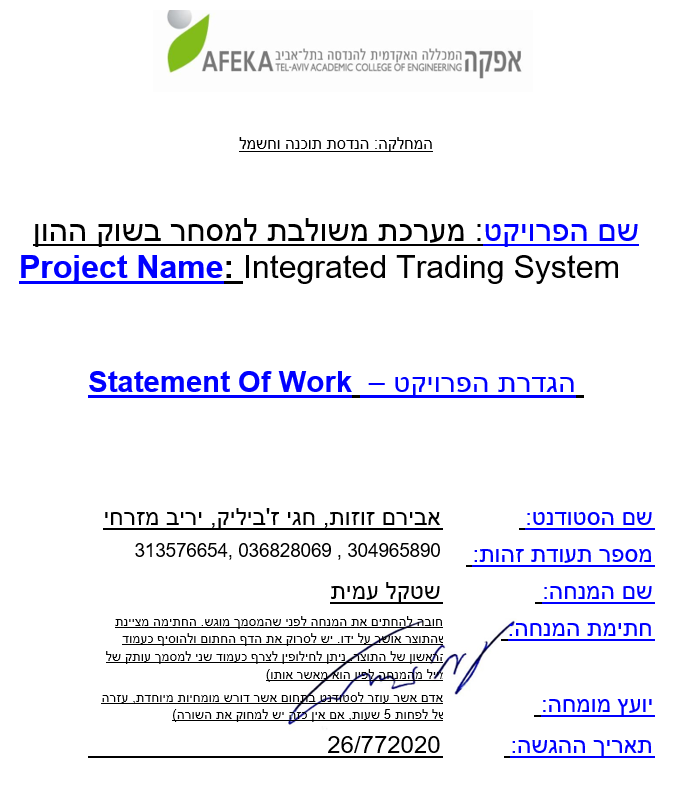 AFEKA המכללה האקדמית להנדסה בתל־אביב אפקה
TEL-AVIV ACADEMIC COLLEGE OF ENGINEERING
המחלקה: הנדסת תוכנה וחשמל
שם הפרויקט: מערכת משולבת למסחר בשוק ההון
Project Name: Integrated Trading System
הגדרת הפרויקט – Statement Of Work
שם הסטודנט: אבירם זוזות, חגי ז'ביליק, יריב מזרחי
מספר תעודת זהות: 304965890 , 036828069 ,313576654
שם המנחה: שטקל עמית
חתימת המנחה: חובה להחתים את המנחה לפני שהמסמך מוגש. החתימה מציינת
שהתוצר אושר על ידו. יש לסרוק את הדף החתום ולהוסיף כעמוד
הראשון של התוצר. ניתן לחילופין לצרף כעמוד שני למסמך עותק של
מהמנחה לפיו הוא מאשר אותו)
יועץ מומחה: אדם אשר עוזר לסטודנט בתחום אשר דורש מומחיות מיוחדת, עזרה
של לפחות 5 שעות, אם אין כזה יש למחוק את השורה)
תאריך ההגשה: 26/772020